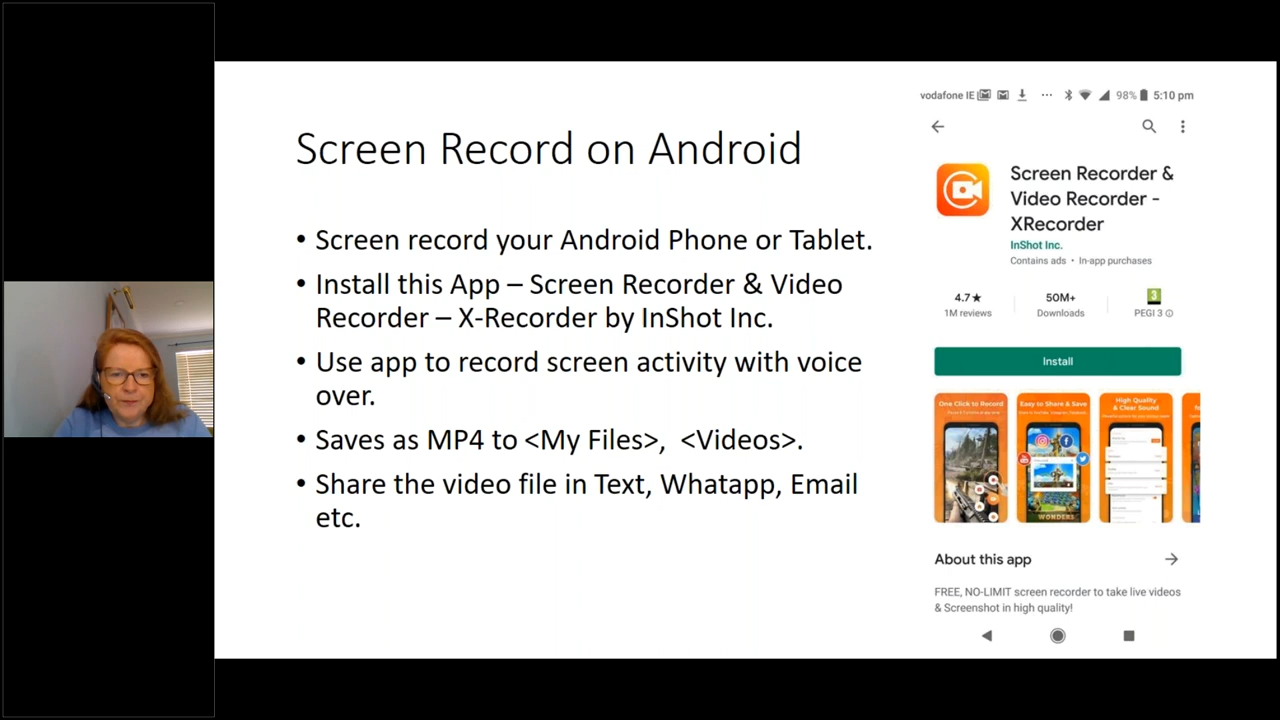 Screen Record on Android
• Screen record your Android Phone or Tablet.
• Install this App – Screen Recorder & Video
Recorder – X-Recorder by InShot Inc.
• Use app to record screen activity with voice
over.
• Saves as MP4 to <My Files>, <Videos>.
• Share the video file in Text, Whatapp, Email
etc.
vodafone IE 98% 5:10 pm
Screen Recorder &
Video Recorder -
XRecorder
InShot Inc.
Contains ads • In-app purchases
4.7★ 50M+ 3
1M reviews Downloads PEGI 3
Install
One Click to Record
Easy to Share & Save
High Quality
& Clear Sound
WONDERS
About this app
FREE, NO-LIMIT screen recorder to take live videos
& Screenshot in high quality!